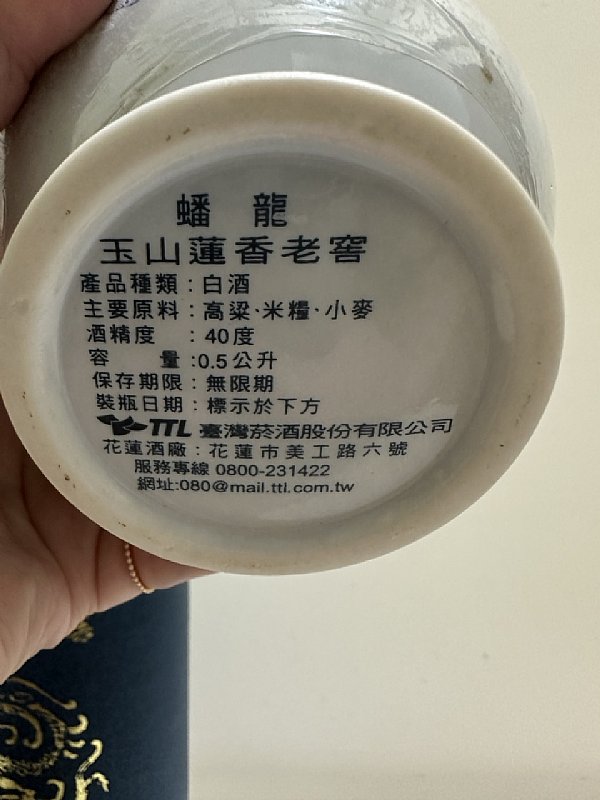 蟠 龍
玉山蓮香老窖
產品種類：白酒
主要原料：高粱·米糧·小麥
酒精度 ：40度
容 量：0.5公升
保存期限：無限期
裝瓶日期：標示於下方
TTL 臺灣菸酒股份有限公司
花蓮酒廠：花蓮市美工路六號
服務專線 0800-231422
網址:080@mail.ttl.com.tw